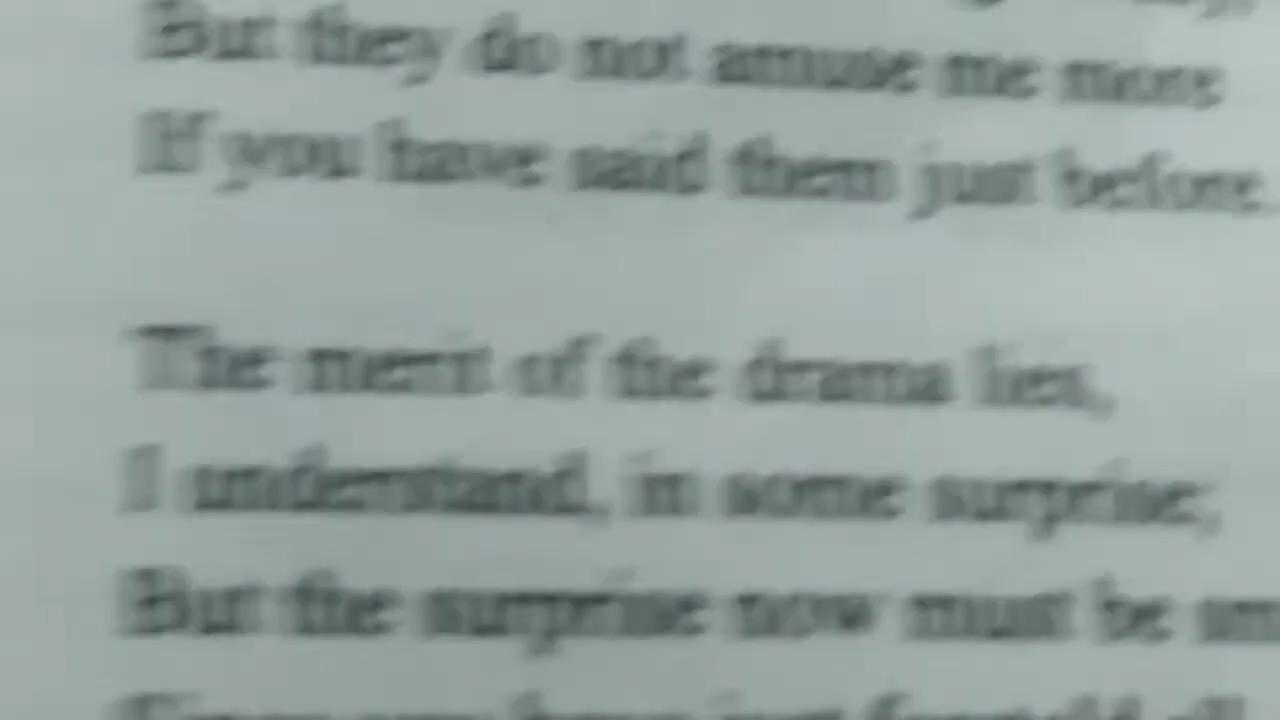 But they do not amuse me more
If you have said them just before.
The merit of the drama lies,
I understand, in some surprise;
But the surprise now must be